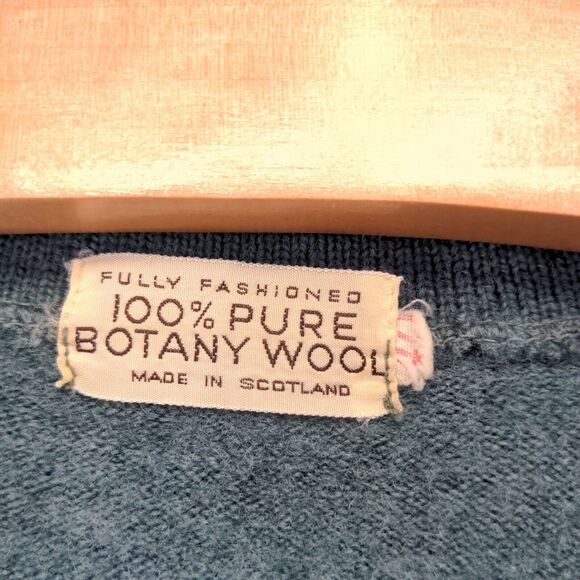 FULLY FASHIONED
100% PURE
BOTANY WOOL
MADE IN SCOTLAND